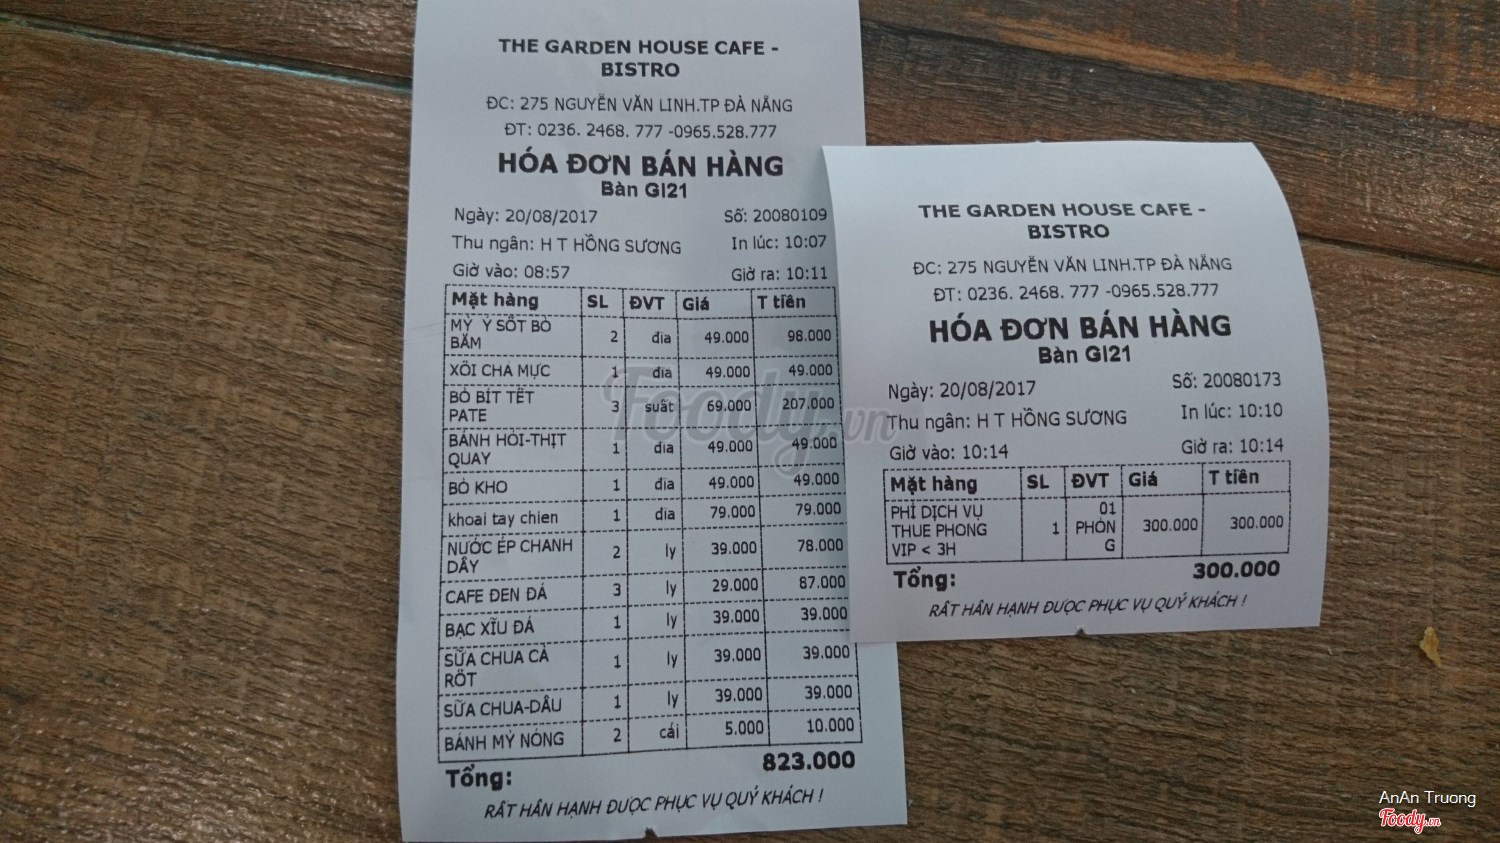 THE GARDEN HOUSE CAFE -
BISTRO
ĐC: 275 NGUYỄN VĂN LINH.TP ĐÀ NẴNG
ĐT: 0236. 2468. 777 -0965.528.777
HÓA ĐƠN BÁN HÀNG
Bàn GI21
Ngày: 20/08/2017 Số: 20080109
Thu ngân: H T HỒNG SƯƠNG In lúc: 10:07
Giờ vào: 08:57 Giờ ra: 10:11
Mặt hàng SL ĐVT Giá T tiền
MỲ Ý SỐT BÒ
BẰM 2 đĩa 49.000 98.000
XÔI CHẢ MỰC 1 đĩa 49.000 49.000
BÒ BÍT TẾT
PATE 3 suất 69.000 207.000
BÁNH HỎI-THỊT
QUAY 1 đĩa 49.000 49.000
BÒ KHO 1 đĩa 49.000 49.000
khoai tay chien 1 đĩa 79.000 79.000
NƯỚC ÉP CHANH
DÂY 2 ly 39.000 78.000
CAFE ĐEN ĐÁ 3 ly 29.000 87.000
BẠC XĨU ĐÁ 1 ly 39.000 39.000
SỮA CHUA CÀ
RỐT 1 ly 39.000 39.000
SỮA CHUA-DÂU 1 ly 39.000 39.000
BÁNH MỲ NÓNG 2 cái 5.000 10.000
Tổng: 823.000
RẤT HÂN HẠNH ĐƯỢC PHỤC VỤ QUÝ KHÁCH !
THE GARDEN HOUSE CAFE -
BISTRO
ĐC: 275 NGUYỄN VĂN LINH.TP ĐÀ NẴNG
ĐT: 0236. 2468. 777 -0965.528.777
HÓA ĐƠN BÁN HÀNG
Bàn GI21
Ngày: 20/08/2017 Số: 20080173
Thu ngân: H T HỒNG SƯƠNG In lúc: 10:10
Giờ vào: 10:14 Giờ ra: 10:14
Mặt hàng SL ĐVT Giá T tiền
PHÍ DỊCH VỤ 01
THUE PHONG 1 PHÒN 300.000 300.000
VIP < 3H G
Tổng: 300.000
RẤT HÂN HẠNH ĐƯỢC PHỤC VỤ QUÝ KHÁCH !
Foody.vn
AnAn Truong
Foody.vn